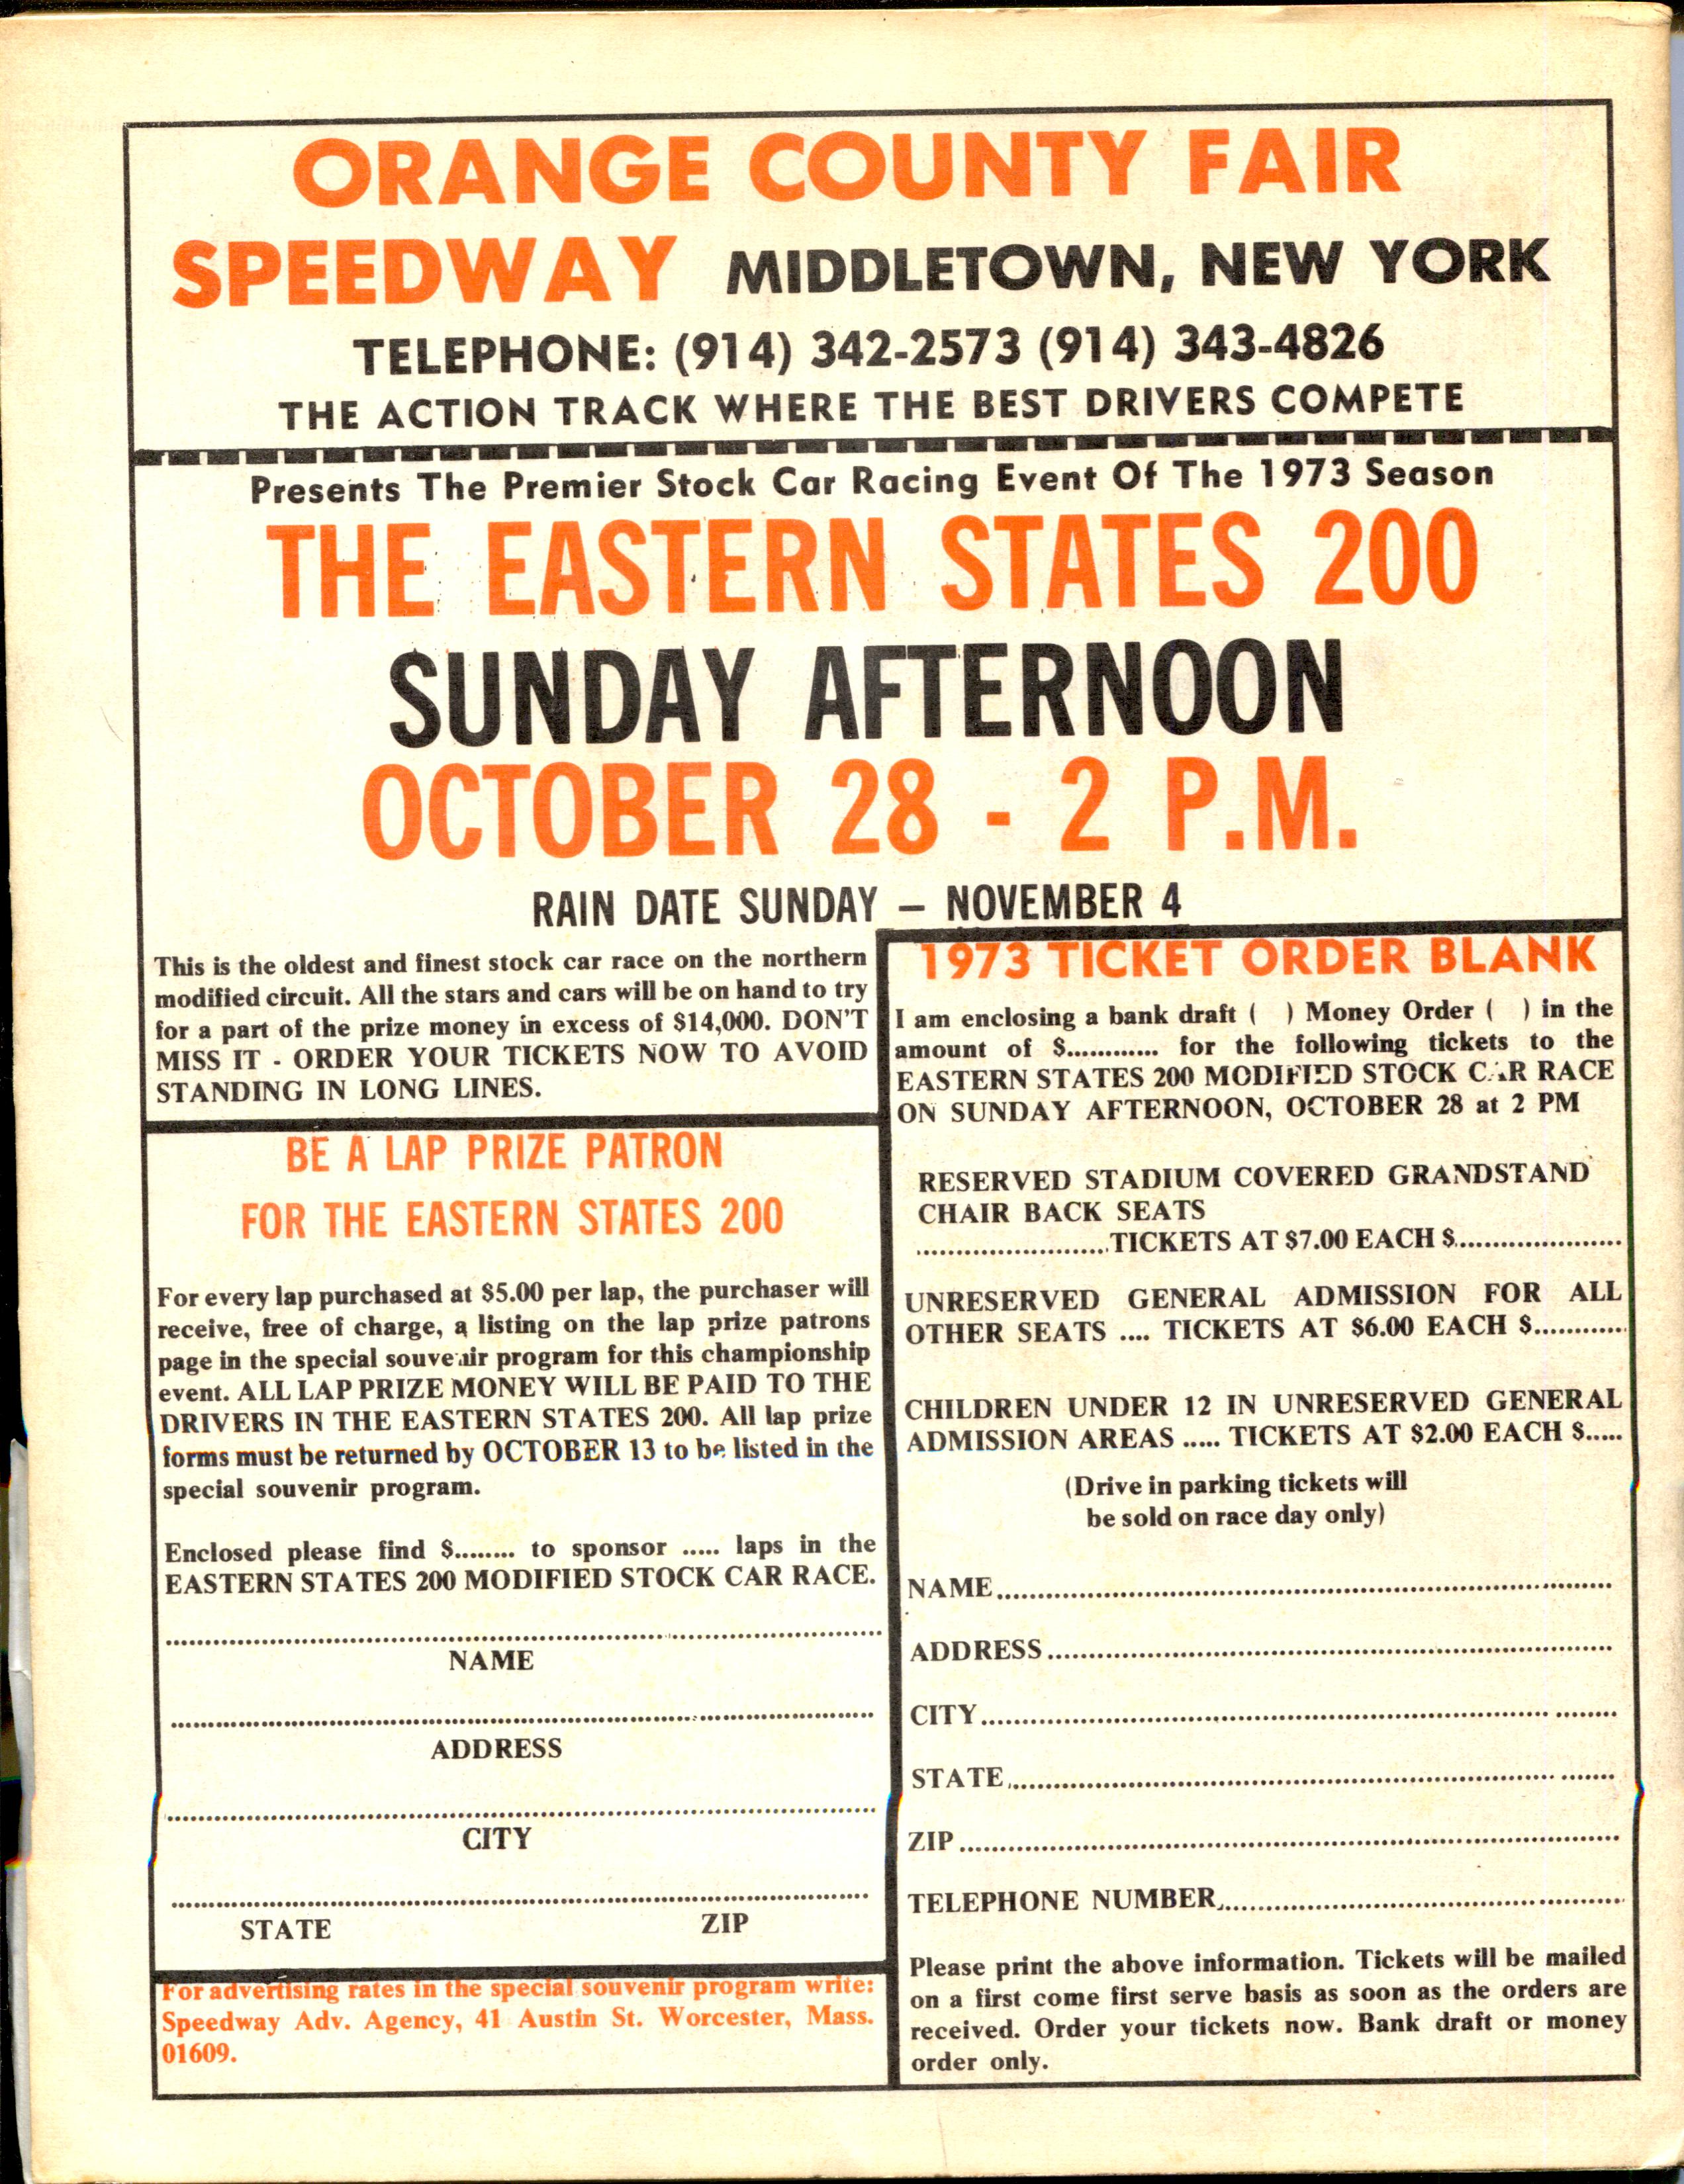 ORANGE COUNTY FAIR
SPEEDWAY MIDDLETOWN, NEW YORK
TELEPHONE: (914) 342-2573 (914) 343-4826
THE ACTION TRACK WHERE THE BEST DRIVERS COMPETE
Presents The Premier Stock Car Racing Event Of The 1973 Season
THE EASTERN STATES 200
SUNDAY AFTERNOON
OCTOBER 28 - 2 P.M.
RAIN DATE SUNDAY – NOVEMBER 4
This is the oldest and finest stock car race on the northern
modified circuit. All the stars and cars will be on hand to try
for a part of the prize money in excess of $14,000. DON'T
MISS IT - ORDER YOUR TICKETS NOW TO AVOID
STANDING IN LONG LINES.
BE A LAP PRIZE PATRON
FOR THE EASTERN STATES 200
For every lap purchased at $5.00 per lap, the purchaser will
receive, free of charge, a listing on the lap prize patrons
page in the special souvenir program for this championship
event. ALL LAP PRIZE MONEY WILL BE PAID TO THE
DRIVERS IN THE EASTERN STATES 200. All lap prize
forms must be returned by OCTOBER 13 to be listed in the
special souvenir program.
Enclosed please find $........ to sponsor ..... laps in the
EASTERN STATES 200 MODIFIED STOCK CAR RACE.
NAME
ADDRESS
CITY
STATE ZIP
For advertising rates in the special souvenir program write:
Speedway Adv. Agency, 41 Austin St. Worcester, Mass.
01609.
1973 TICKET ORDER BLANK
I am enclosing a bank draft ( ) Money Order ( ) in the
amount of $............ for the following tickets to the
EASTERN STATES 200 MODIFIED STOCK CAR RACE
ON SUNDAY AFTERNOON, OCTOBER 28 at 2 PM
RESERVED STADIUM COVERED GRANDSTAND
CHAIR BACK SEATS
.........................TICKETS AT $7.00 EACH $.....................
UNRESERVED GENERAL ADMISSION FOR ALL
OTHER SEATS .... TICKETS AT $6.00 EACH $............
CHILDREN UNDER 12 IN UNRESERVED GENERAL
ADMISSION AREAS ..... TICKETS AT $2.00 EACH $.....
(Drive in parking tickets will
be sold on race day only)
NAME................................................................
ADDRESS................................................................
CITY................................................................
STATE................................................................
ZIP................................................................
TELEPHONE NUMBER................................................
Please print the above information. Tickets will be mailed
on a first come first serve basis as soon as the orders are
received. Order your tickets now. Bank draft or money
order only.